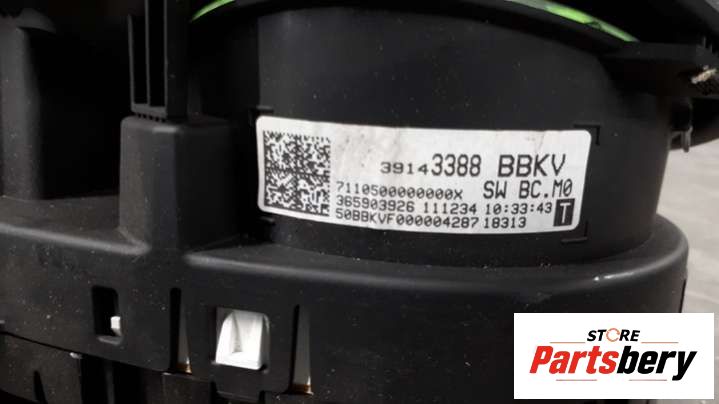 39143388 BBKV
7110500000000X SW BC.M0
365903926 111234 10:33:43 T
50BBKVF000004287 18313
STORE
Partsbery